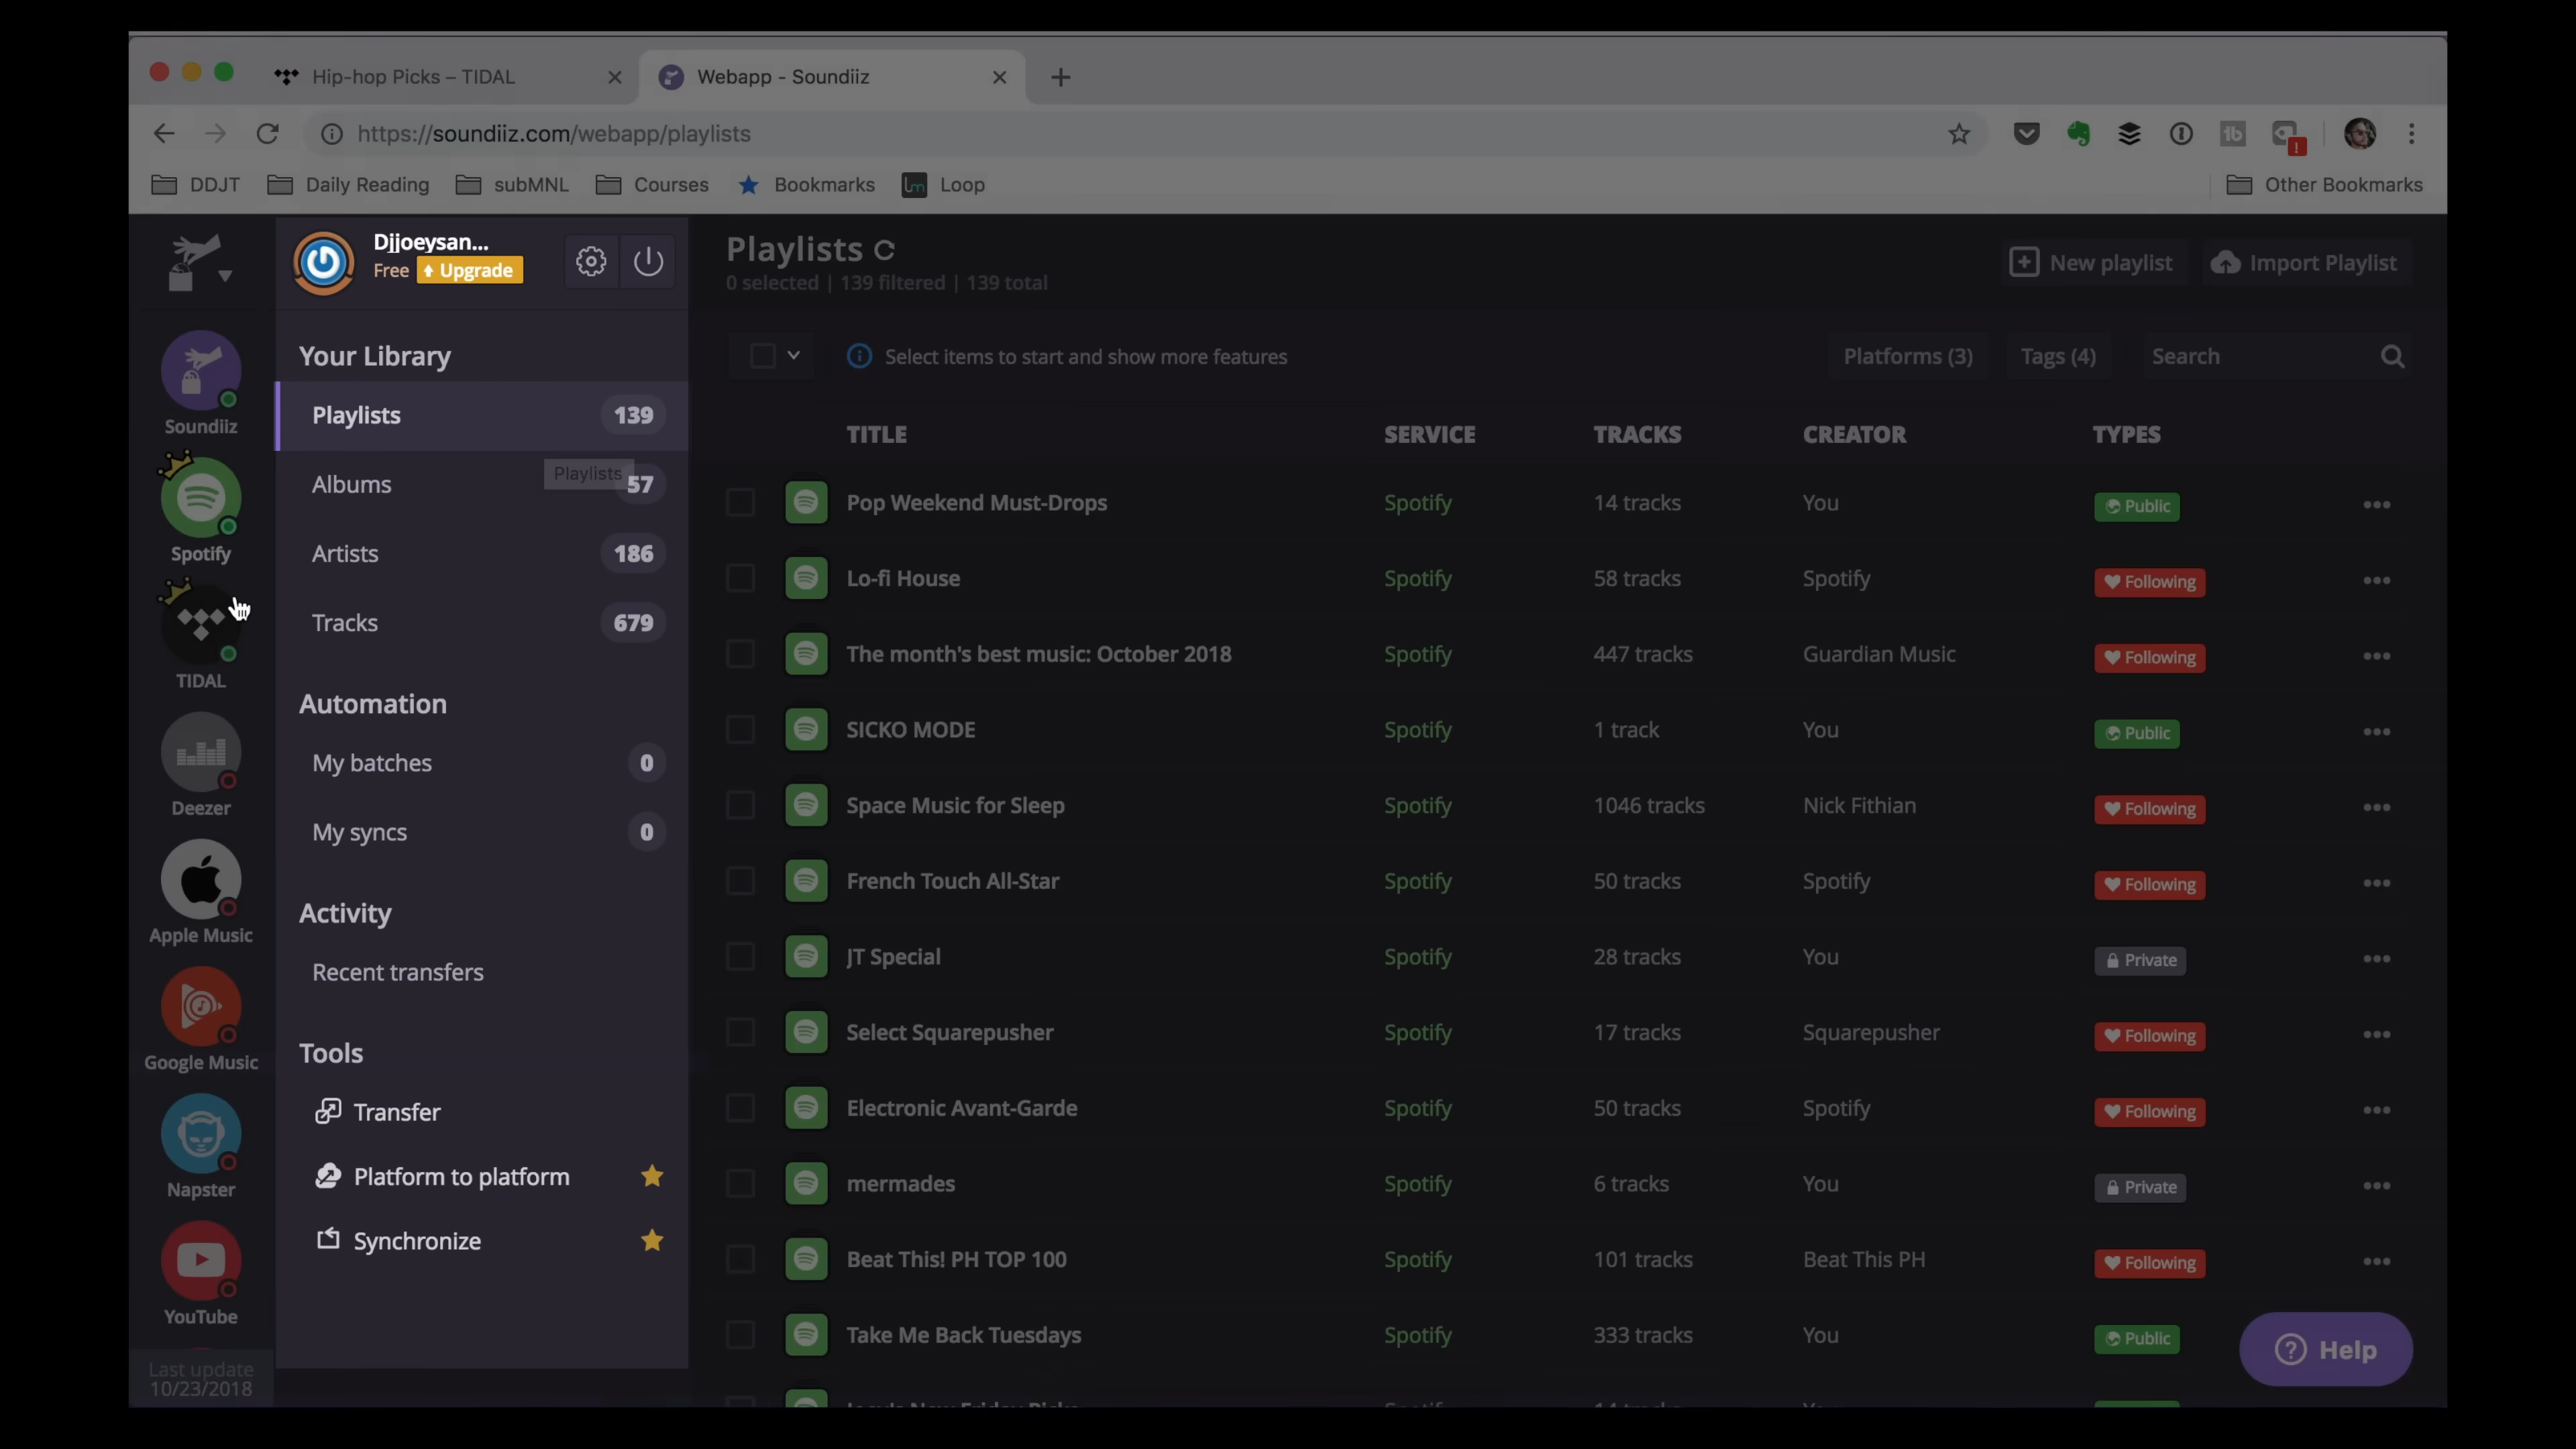 Hip-hop Picks – TIDAL
Webapp - Soundiiz
https://soundiiz.com/webapp/playlists
DDJT
Daily Reading
subMNL
Courses
Bookmarks
Loop
Other Bookmarks
Soundiiz
Spotify
TIDAL
Deezer
Apple Music
Google Music
Napster
YouTube
Last update
10/23/2018
Djjoeysan...
Free Upgrade
Your Library
Playlists 139
Playlists
Albums 57
Artists 186
Tracks 679
Automation
My batches 0
My syncs 0
Activity
Recent transfers
Tools
Transfer
Platform to platform
Synchronize
Playlists
0 selected | 139 filtered | 139 total
New playlist
Import Playlist
Select items to start and show more features
Platforms (3)
Tags (4)
Search
TITLE SERVICE TRACKS CREATOR TYPES
Pop Weekend Must-Drops Spotify 14 tracks You Public
Lo-fi House Spotify 58 tracks Spotify Following
The month's best music: October 2018 Spotify 447 tracks Guardian Music Following
SICKO MODE Spotify 1 track You Public
Space Music for Sleep Spotify 1046 tracks Nick Fithian Following
French Touch All-Star Spotify 50 tracks Spotify Following
JT Special Spotify 28 tracks You Private
Select Squarepusher Spotify 17 tracks Squarepusher Following
Electronic Avant-Garde Spotify 50 tracks Spotify Following
mermades Spotify 6 tracks You Private
Beat This! PH TOP 100 Spotify 101 tracks Beat This PH Following
Take Me Back Tuesdays Spotify 333 tracks You Public
Help